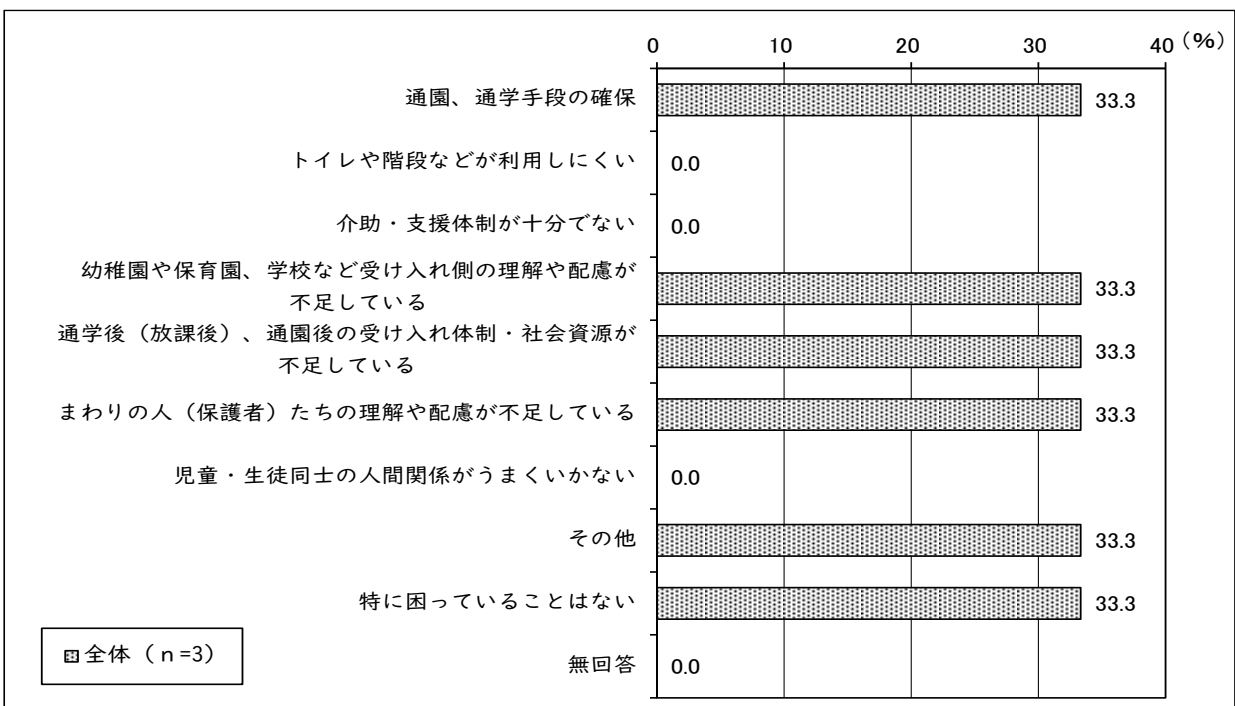 0 10 20 30 40 (%)
通園、通学手段の確保 33.3
トイレや階段などが利用しにくい 0.0
介助・支援体制が十分でない 0.0
幼稚園や保育園、学校など受け入れ側の理解や配慮が
不足している 33.3
通学後（放課後）、通園後の受け入れ体制・社会資源が
不足している 33.3
まわりの人（保護者）たちの理解や配慮が不足している 33.3
児童・生徒同士の人間関係がうまくいかない 0.0
その他 33.3
特に困っていることはない 33.3
無回答 0.0
全体（ｎ=3）